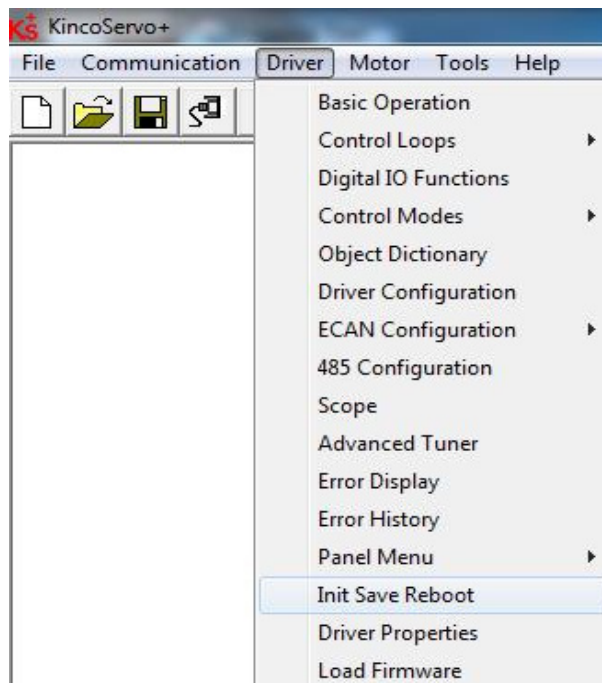 KincoServo+
File Communication Driver Motor Tools Help
Basic Operation
Control Loops
Digital IO Functions
Control Modes
Object Dictionary
Driver Configuration
ECAN Configuration
485 Configuration
Scope
Advanced Tuner
Error Display
Error History
Panel Menu
Init Save Reboot
Driver Properties
Load Firmware